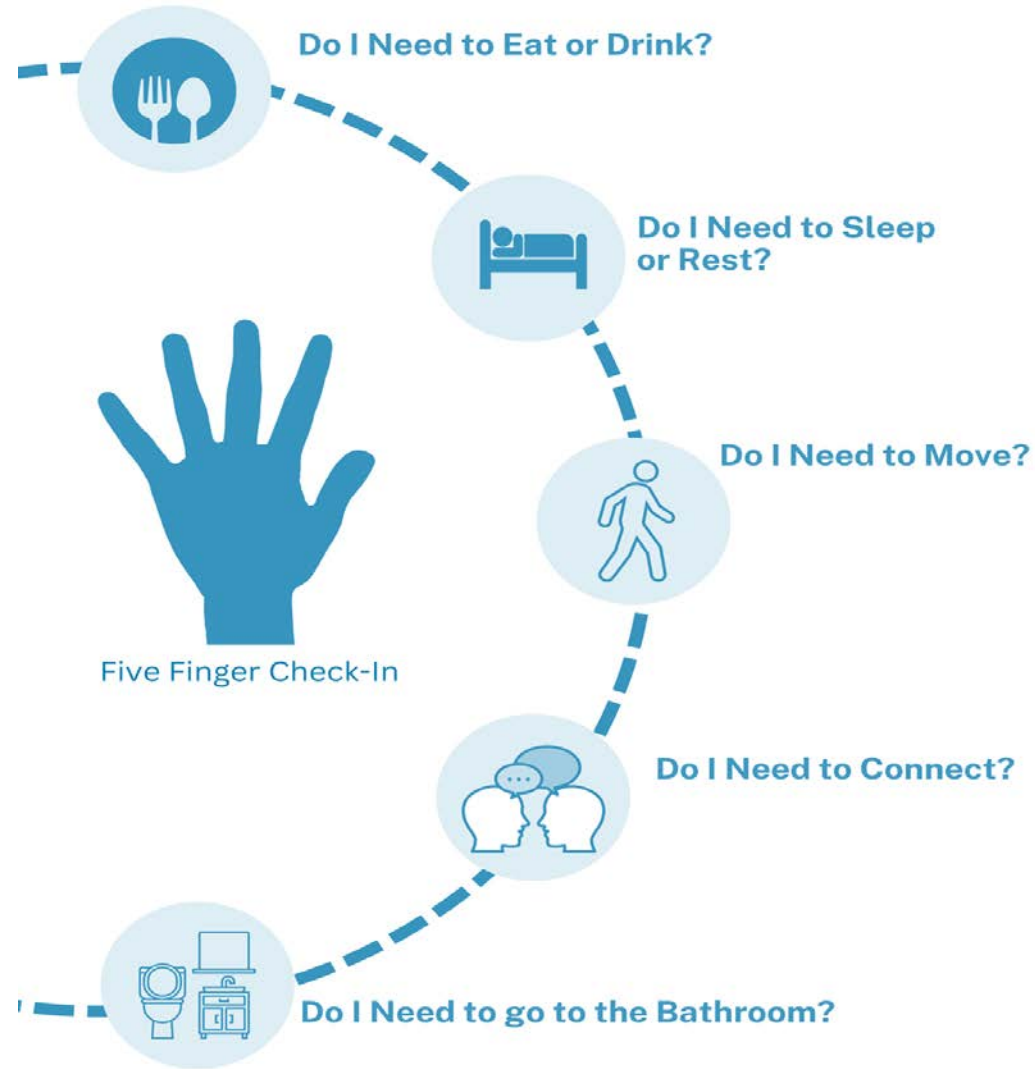 Do I Need to Eat or Drink?
Do I Need to Sleep
or Rest?
Do I Need to Move?
Five Finger Check-In
Do I Need to Connect?
Do I Need to go to the Bathroom?